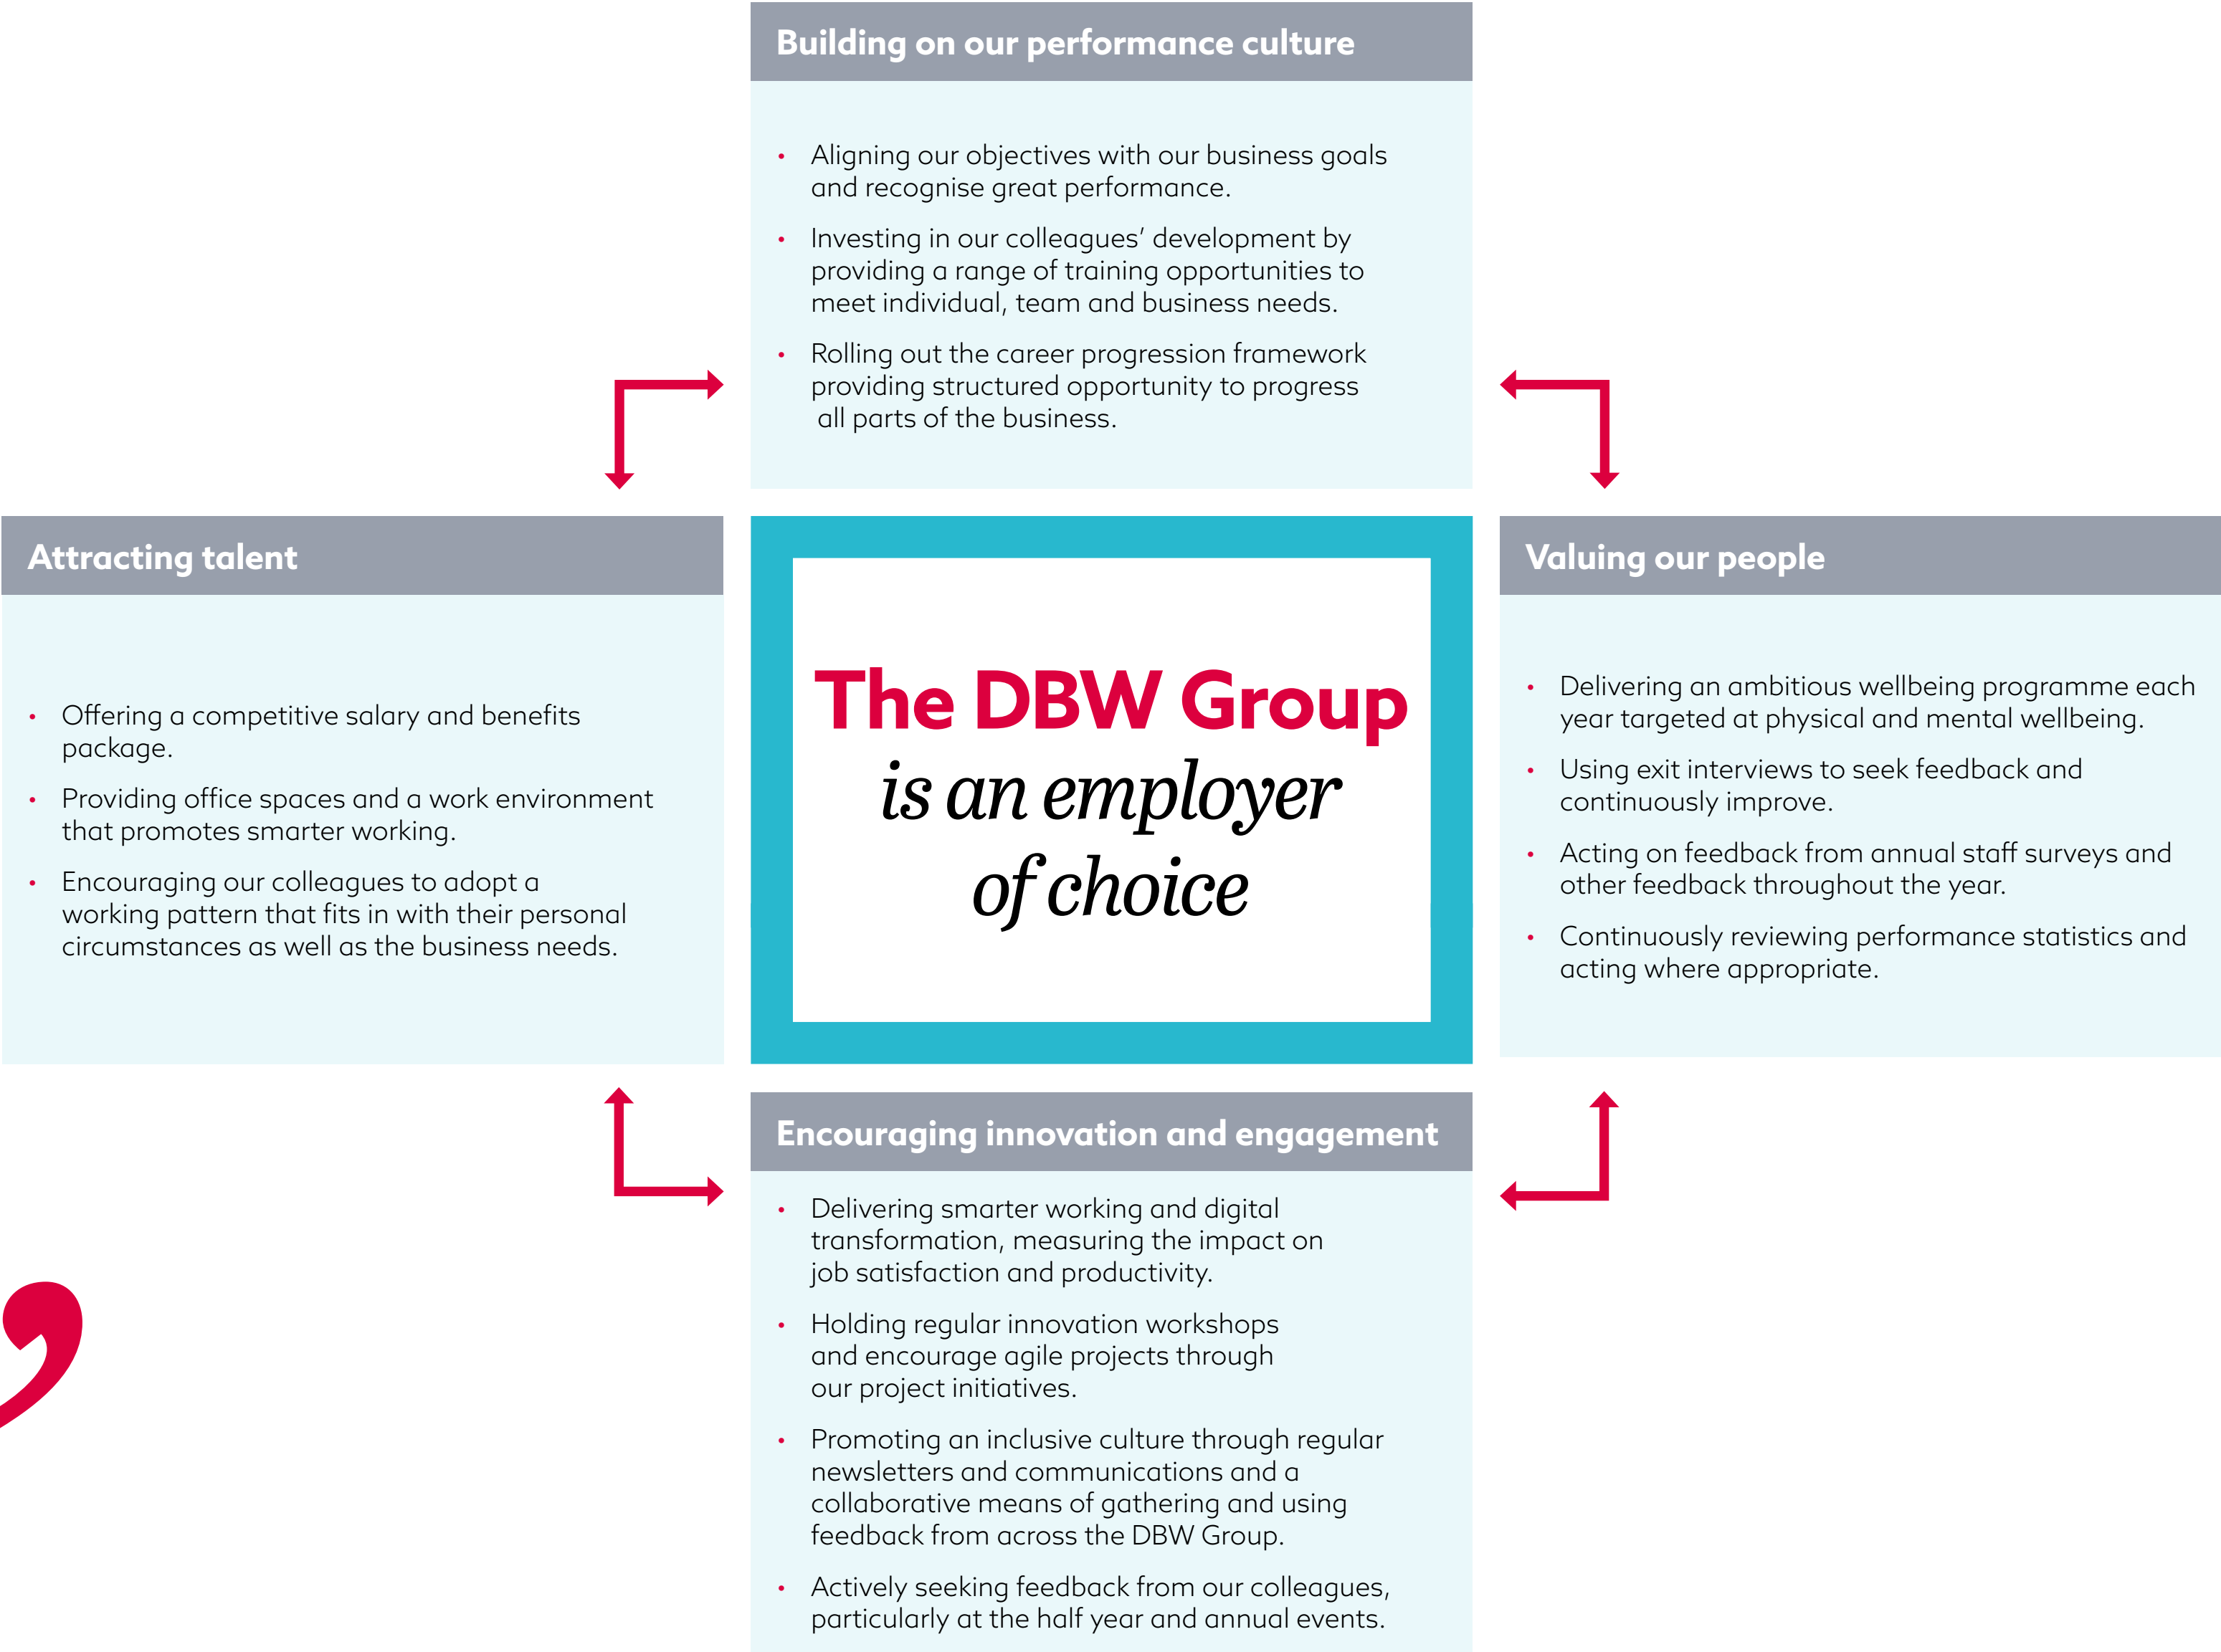 Building on our performance culture
• Aligning our objectives with our business goals
and recognise great performance.
• Investing in our colleagues’ development by
providing a range of training opportunities to
meet individual, team and business needs.
• Rolling out the career progression framework
providing structured opportunity to progress
all parts of the business.
Attracting talent
• Offering a competitive salary and benefits
package.
• Providing office spaces and a work environment
that promotes smarter working.
• Encouraging our colleagues to adopt a
working pattern that fits in with their personal
circumstances as well as the business needs.
The DBW Group
is an employer
of choice
Valuing our people
• Delivering an ambitious wellbeing programme each
year targeted at physical and mental wellbeing.
• Using exit interviews to seek feedback and
continuously improve.
• Acting on feedback from annual staff surveys and
other feedback throughout the year.
• Continuously reviewing performance statistics and
acting where appropriate.
Encouraging innovation and engagement
• Delivering smarter working and digital
transformation, measuring the impact on
job satisfaction and productivity.
• Holding regular innovation workshops
and encourage agile projects through
our project initiatives.
• Promoting an inclusive culture through regular
newsletters and communications and a
collaborative means of gathering and using
feedback from across the DBW Group.
• Actively seeking feedback from our colleagues,
particularly at the half year and annual events.